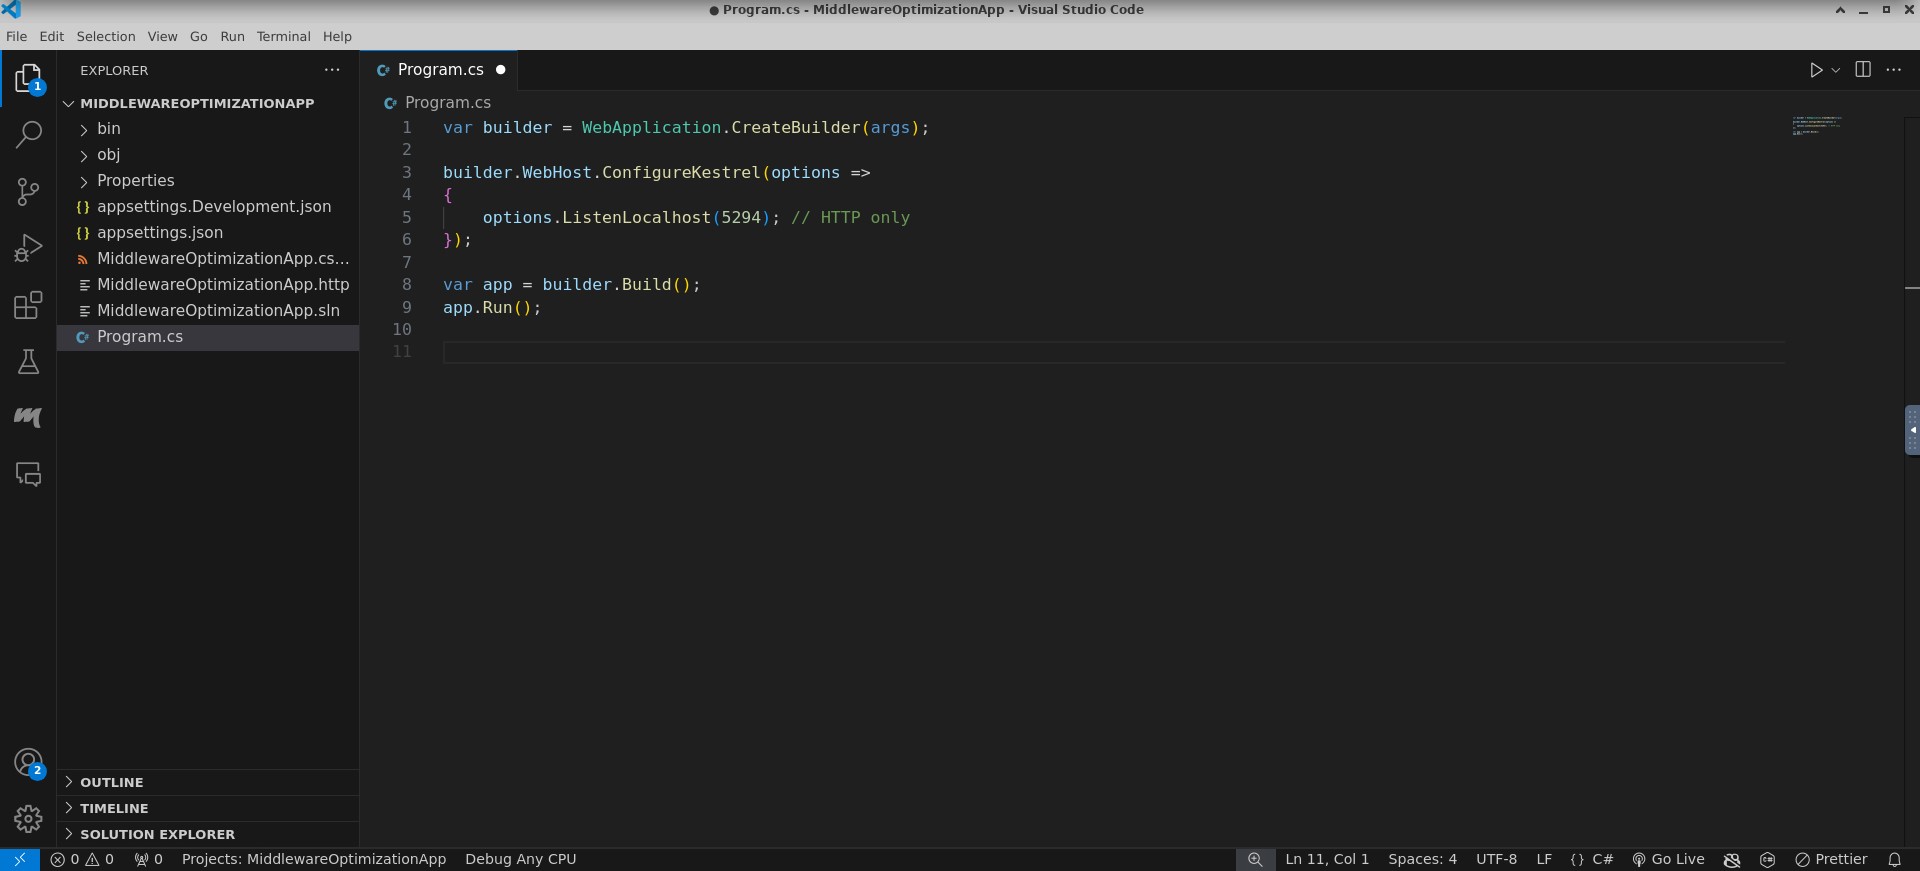 ● Program.cs - MiddlewareOptimizationApp - Visual Studio Code
File Edit Selection View Go Run Terminal Help
EXPLORER
Program.cs
MIDDLEWAREOPTIMIZATIONAPP
bin
obj
Properties
appsettings.Development.json
appsettings.json
MiddlewareOptimizationApp.cs...
MiddlewareOptimizationApp.http
MiddlewareOptimizationApp.sln
Program.cs
OUTLINE
TIMELINE
SOLUTION EXPLORER
Program.cs
1 var builder = WebApplication.CreateBuilder(args);
2
3 builder.WebHost.ConfigureKestrel(options =>
4 {
5     options.ListenLocalhost(5294); // HTTP only
6 });
7
8 var app = builder.Build();
9 app.Run();
10
11
1
2
0 0 0 Projects: MiddlewareOptimizationApp Debug Any CPU Ln 11, Col 1 Spaces: 4 UTF-8 LF {} C# Go Live Prettier